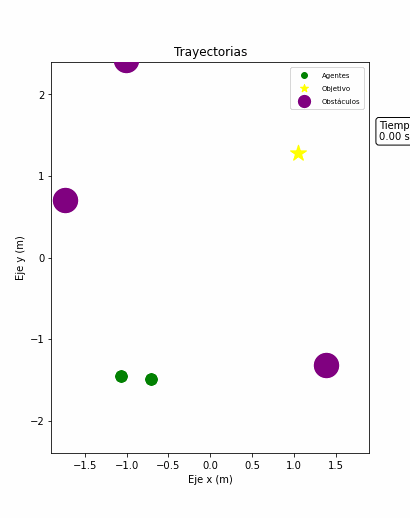 Trayectorias
Agentes
Objetivo
Obstáculos
0.00 s
Eje y (m)
2
1
0
−1
−2
−1.5 −1.0 −0.5 0.0 0.5 1.0 1.5
Eje x (m)